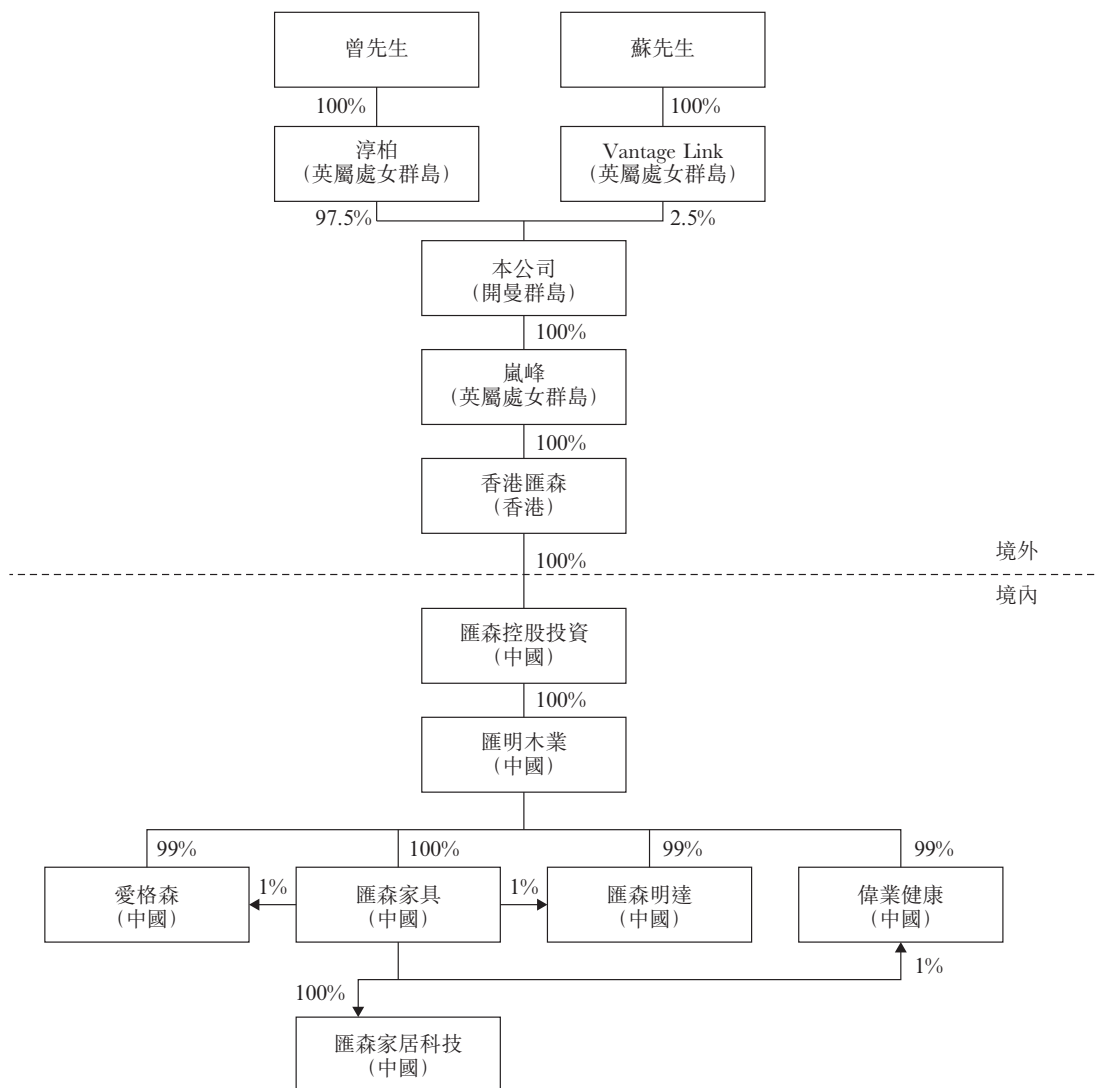 曾先生
蘇先生
100%
100%
淳柏
（英屬處女群島）
Vantage Link
（英屬處女群島）
97.5%
2.5%
本公司
（開曼群島）
100%
嵐峰
（英屬處女群島）
100%
香港匯森
（香港）
100%
境外
境內
匯森控股投資
（中國）
100%
匯明木業
（中國）
99%
100%
99%
99%
愛格森
（中國）
1%
匯森家具
（中國）
1%
匯森明達
（中國）
偉業健康
（中國）
1%
100%
匯森家居科技
（中國）